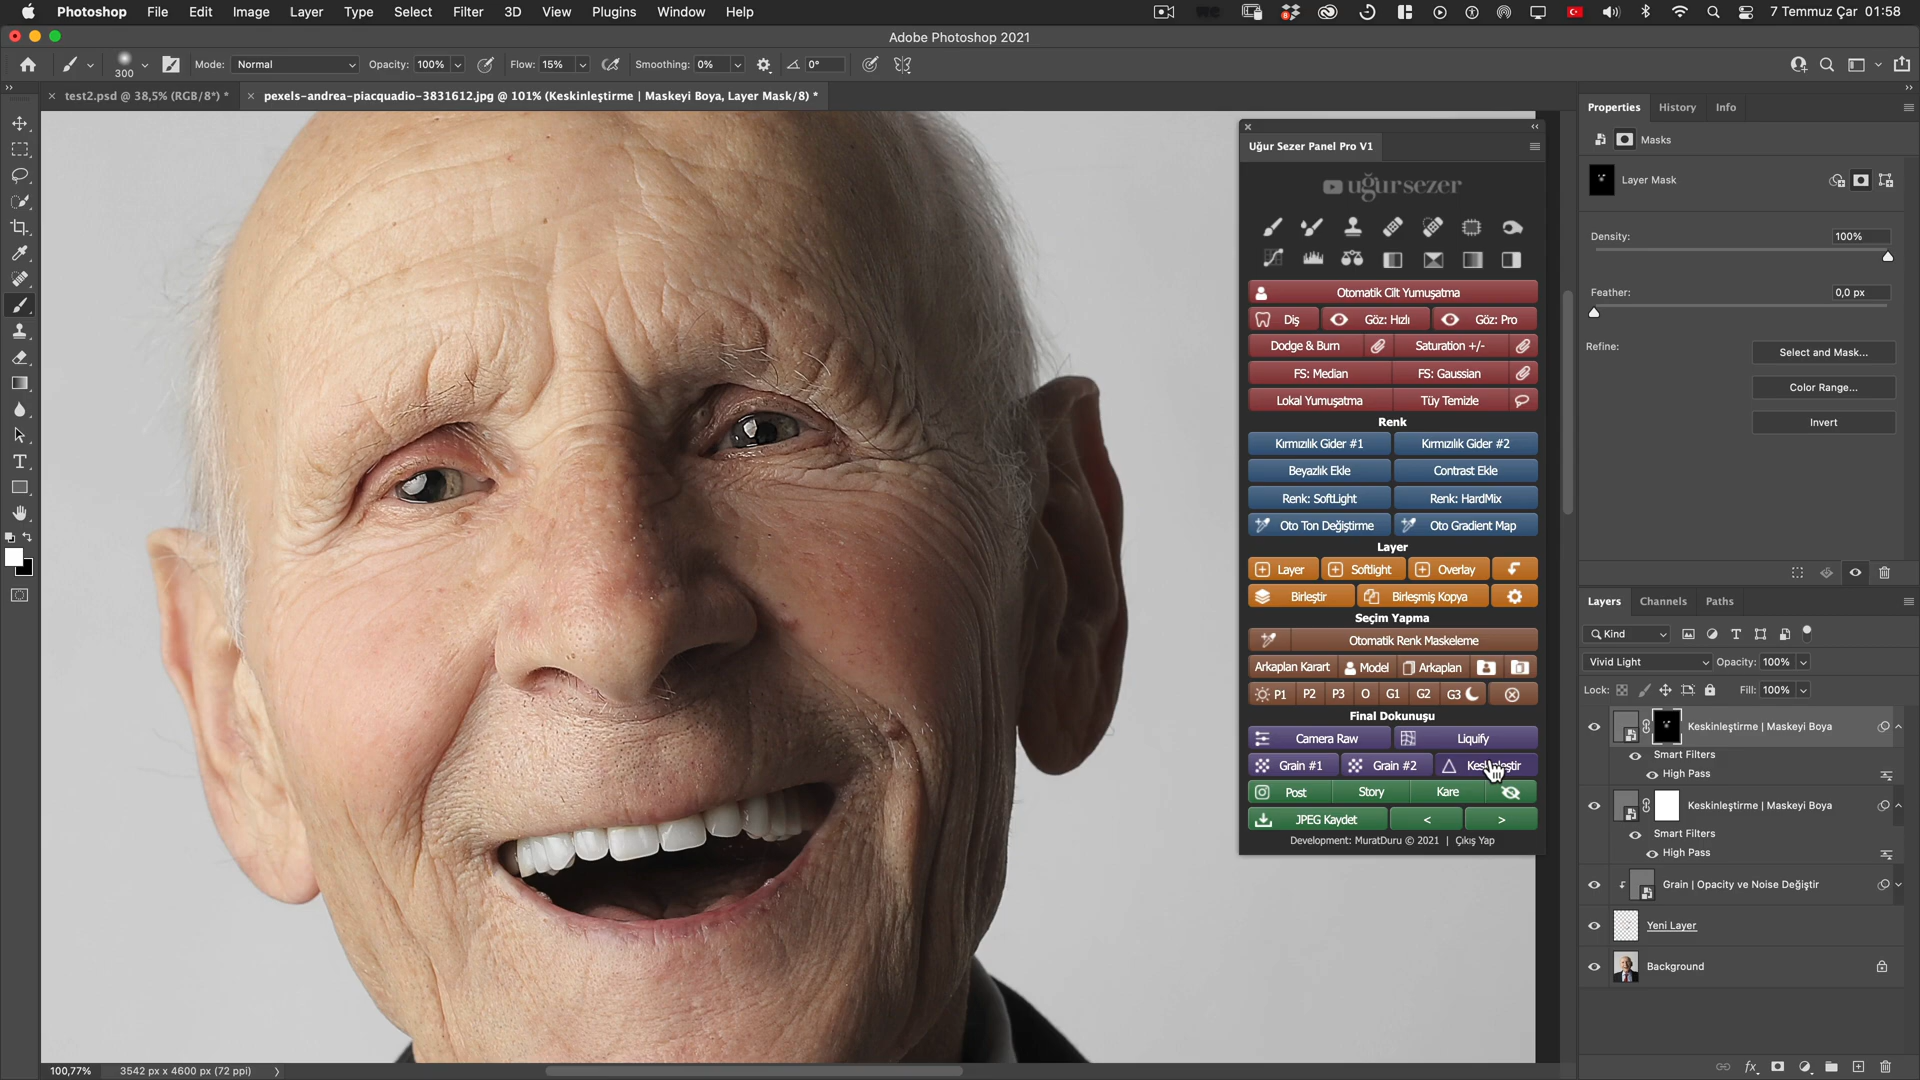 Photoshop File Edit Image Layer Type Select Filter 3D View Plugins Window Help 7 Temmuz Çar 01:58
Adobe Photoshop 2021
300 Mode: Normal Opacity: 100% Flow: 15% Smoothing: 0% 0°
test2.psd @ 38,5% (RGB/8*) * pexels-andrea-piacquadio-3831612.jpg @ 101% (Keskinleştirme | Maskeyi Boya, Layer Mask/8) *
Uğur Sezer Panel Pro V1
uğursezer
Otomatik Cilt Yumuşatma
Diş Göz: Hızlı Göz: Pro
Dodge & Burn Saturation +/-
FS: Median FS: Gaussian
Lokal Yumuşatma Tüy Temizle
Renk
Kırmızılık Gider #1 Kırmızılık Gider #2
Beyazlık Ekle Contrast Ekle
Renk: SoftLight Renk: HardMix
Oto Ton Değiştirme Oto Gradient Map
Layer
Layer Softlight Overlay
Birleştir Birleşmiş Kopya
Seçim Yapma
Otomatik Renk Maskeleme
Arkaplan Karart Model Arkaplan
P1 P2 P3 O G1 G2 G3
Final Dokunuşu
Camera Raw Liquify
Grain #1 Grain #2
Post Story Kare
JPEG Kaydet < >
Development: MuratDuru © 2021 | Çıkış Yap
Properties History Info
Masks
Layer Mask
Density: 100%
Feather: 0,0 px
Refine: Select and Mask...
Color Range...
Invert
Layers Channels Paths
Kind
Vivid Light Opacity: 100%
Lock: Fill: 100%
Keskinleştirme | Maskeyi Boya
Smart Filters
High Pass
Keskinleştirme | Maskeyi Boya
Smart Filters
High Pass
Grain | Opacity ve Noise Değiştir
Yeni Layer
Background
100,77% 3542 px x 4600 px (72 ppi)